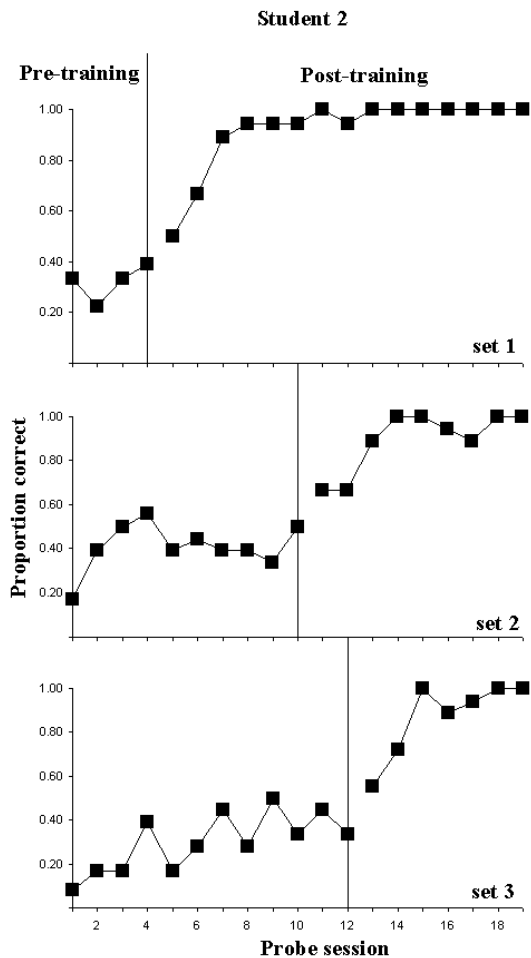 Student 2
Pre-training
Post-training
1.00
0.80
0.60
0.40
0.20
set 1
1.00
0.80
0.60
0.40
0.20
set 2
1.00
0.80
0.60
0.40
0.20
set 3
Proportion correct
2 4 6 8 10 12 14 16 18
Probe session